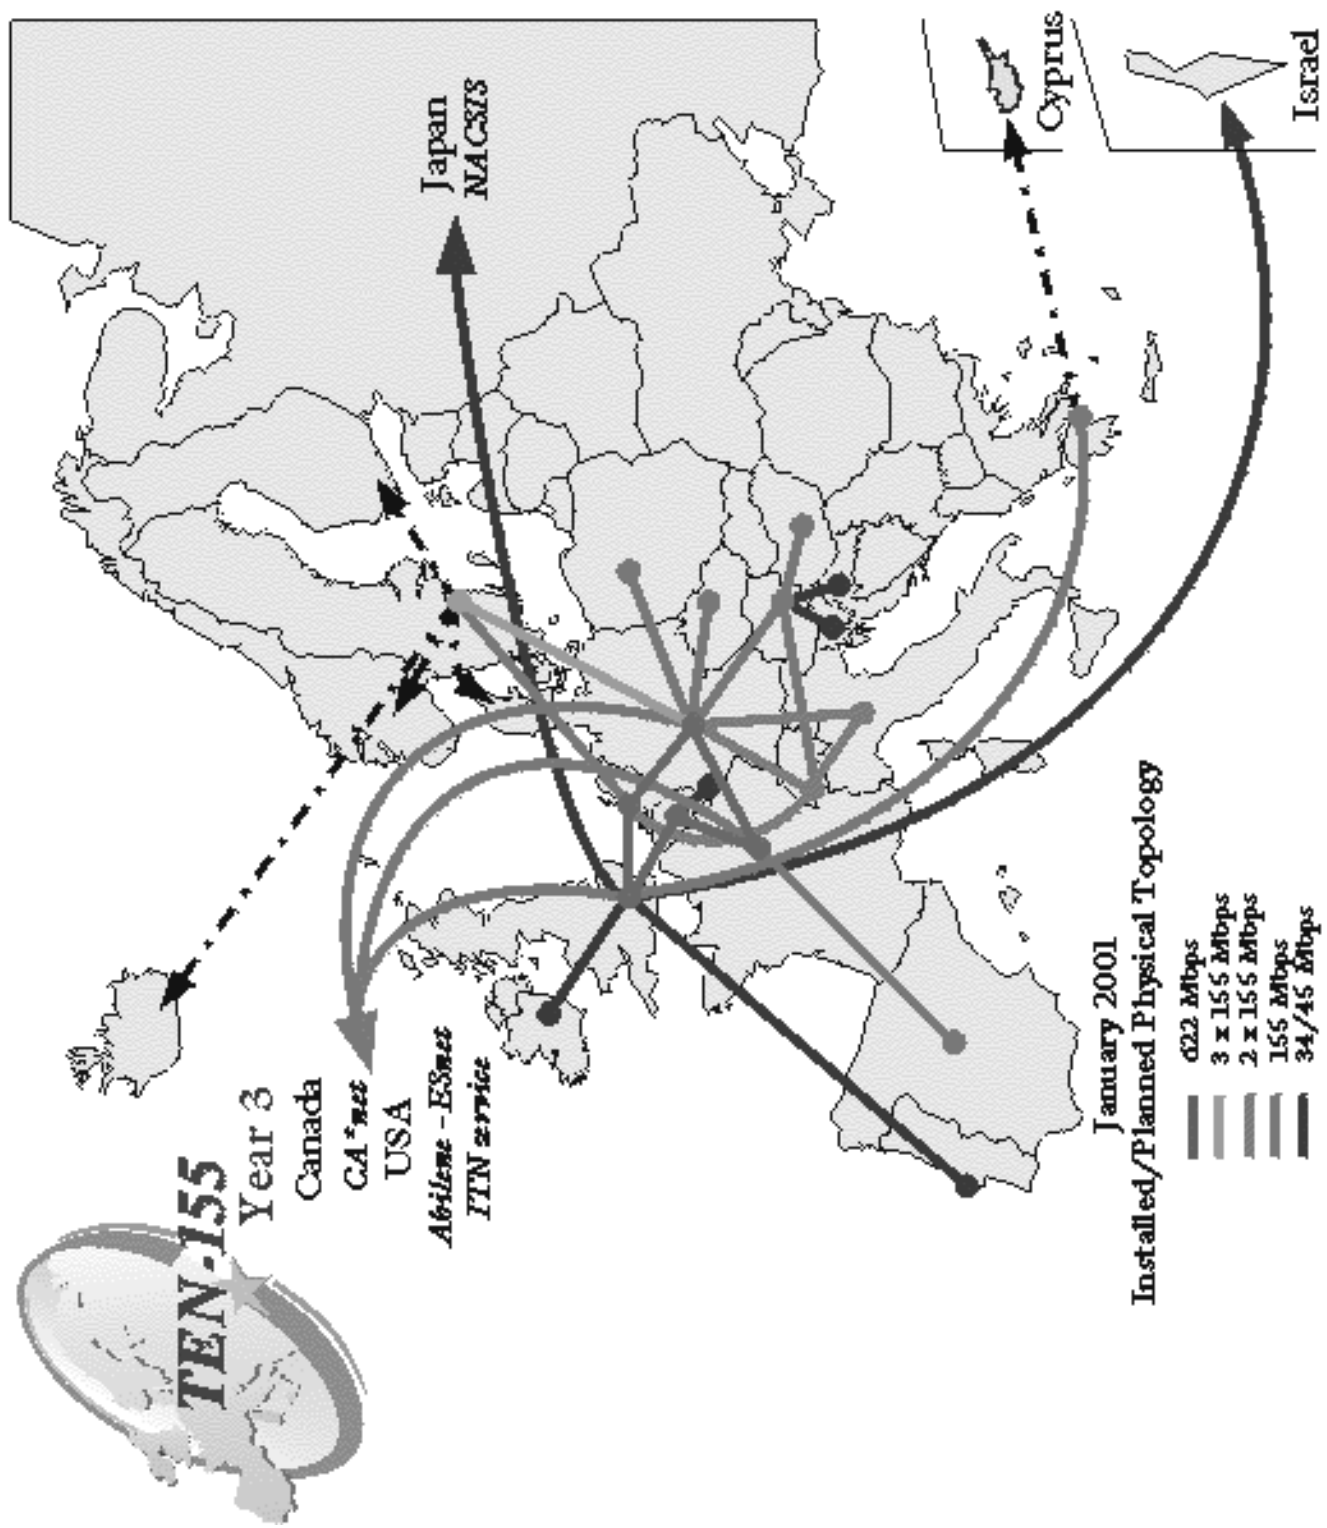 TEN-155
Year 3
Canada
CA*net
USA
Abilene -ESnet
ITN service
Japan
NACSIS
Cyprus
Israel
January 2001
Installed/Planned Physical Topology
622 Mbps
3 x 155 Mbps
2 x 155 Mbps
155 Mbps
34/45 Mbps